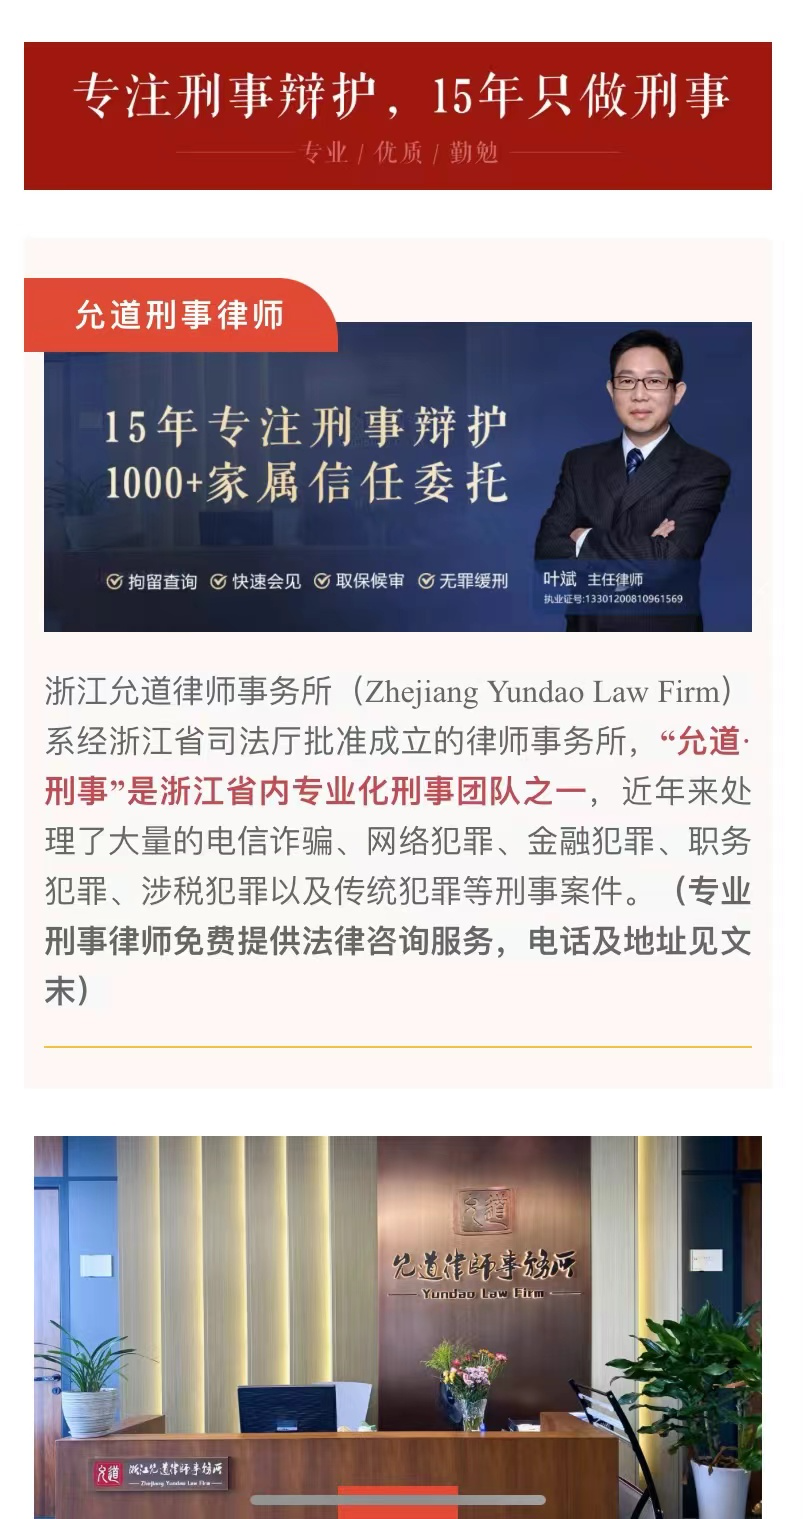 专注刑事辩护，15年只做刑事
专业 / 优质 / 勤勉
允道刑事律师
15年专注刑事辩护
1000+家属信任委托
拘留查询 快速会见 取保候审 无罪缓刑
叶斌 主任律师
执业证号:13301200810961569
浙江允道律师事务所（Zhejiang Yundao Law Firm）
系经浙江省司法厅批准成立的律师事务所，“允道·
刑事”是浙江省内专业化刑事团队之一，近年来处
理了大量的电信诈骗、网络犯罪、金融犯罪、职务
犯罪、涉税犯罪以及传统犯罪等刑事案件。（专业
刑事律师免费提供法律咨询服务，电话及地址见文
末）
允道
允道律師事務所
Yundao Law Firm
允道 浙江允道律師事務所
Zhejiang Yundao Law Firm